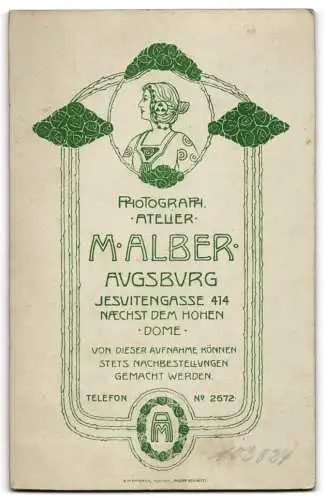 PHOTOGRAPH.
·ATELIER·
M·ALBER·
AVGSBVRG
JESVITENGASSE 414
NÆCHST DEM HOHEN
·DOME·
VON DIESER AUFNAHME KÖNNEN
STETS NACHBESTELLUNGEN
GEMACHT WERDEN.
TELEFON No 2672
AM